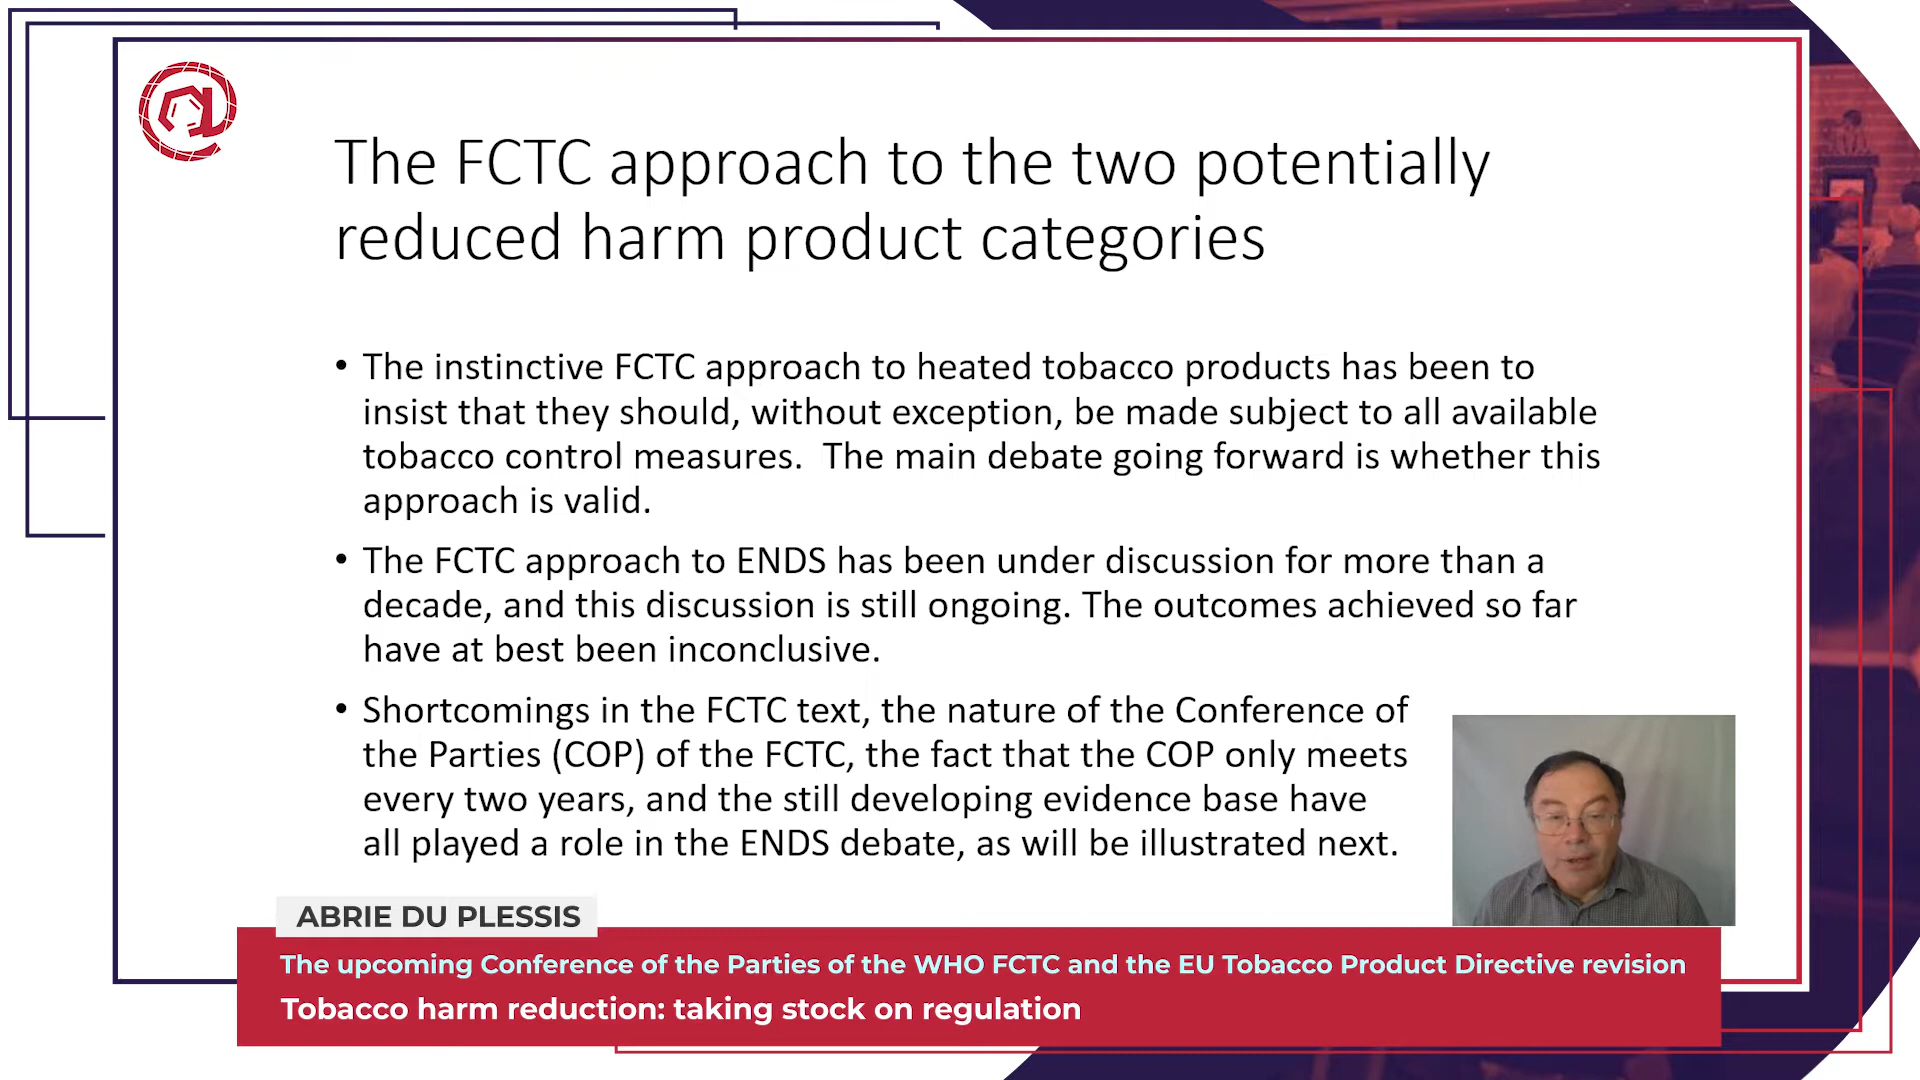 The FCTC approach to the two potentially
reduced harm product categories
• The instinctive FCTC approach to heated tobacco products has been to
insist that they should, without exception, be made subject to all available
tobacco control measures.  The main debate going forward is whether this
approach is valid.
• The FCTC approach to ENDS has been under discussion for more than a
decade, and this discussion is still ongoing. The outcomes achieved so far
have at best been inconclusive.
• Shortcomings in the FCTC text, the nature of the Conference of
the Parties (COP) of the FCTC, the fact that the COP only meets
every two years, and the still developing evidence base have
all played a role in the ENDS debate, as will be illustrated next.
ABRIE DU PLESSIS
The upcoming Conference of the Parties of the WHO FCTC and the EU Tobacco Product Directive revision
Tobacco harm reduction: taking stock on regulation